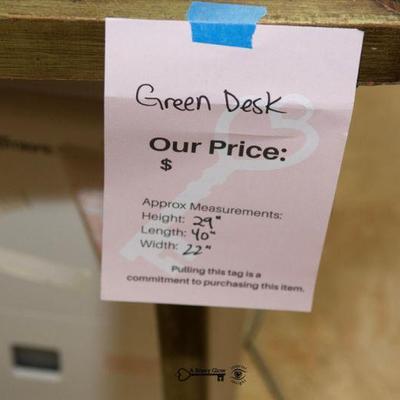 Green Desk
Our Price:
$
Approx Measurements:
Height: 29"
Length: 40"
Width: 22"
Pulling this tag is a
commitment to purchasing this item.